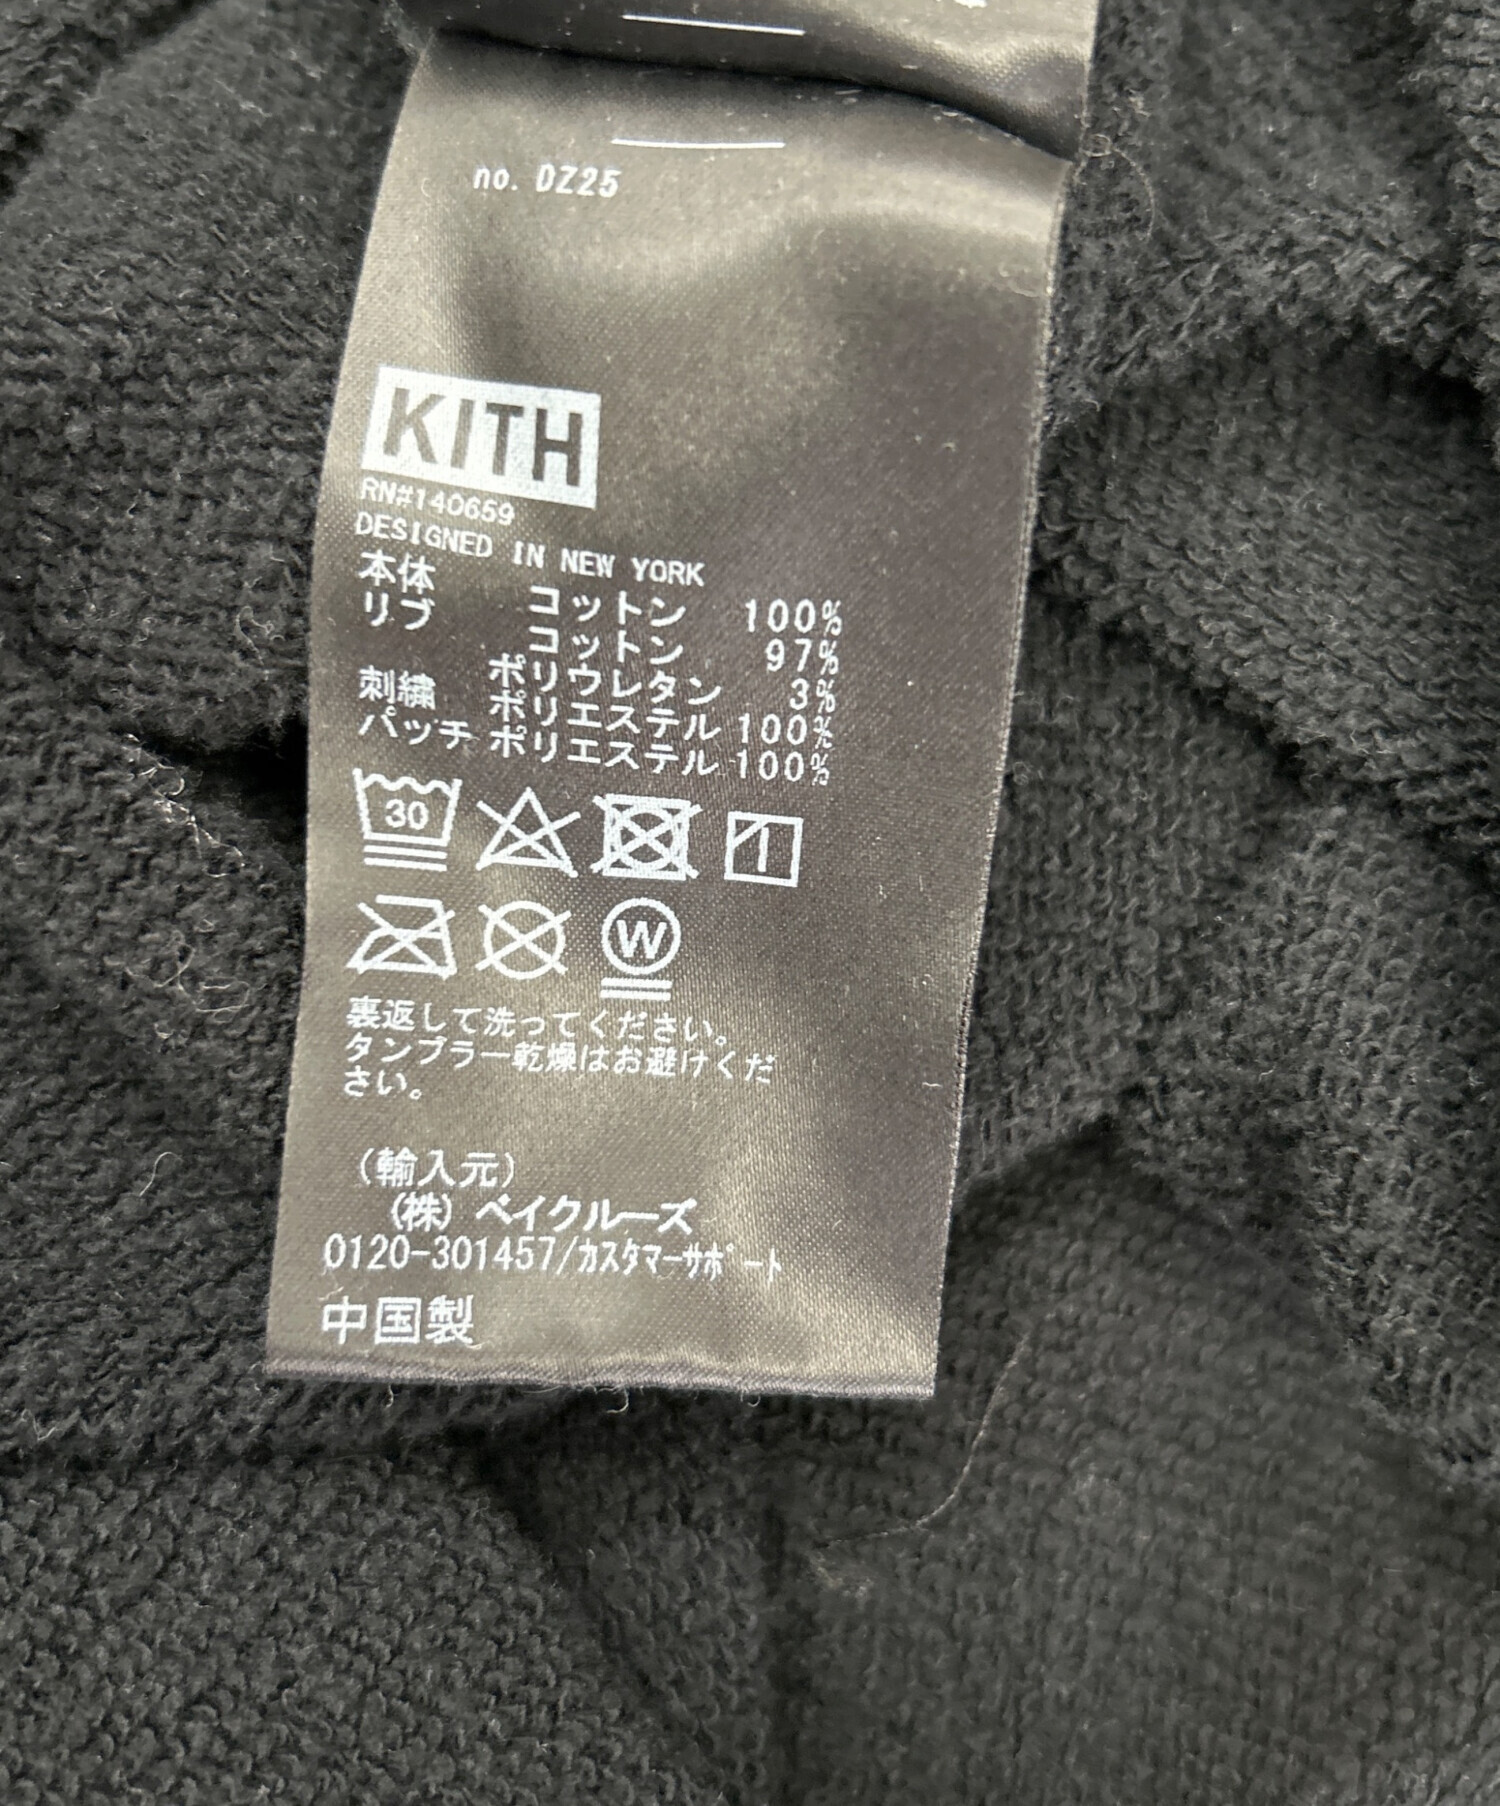 no. DZ25
KITH
RN#140659
DESIGNED IN NEW YORK
本体 コットン 100%
リブ コットン 97%
ポリウレタン 3%
刺繍 ポリエステル 100%
パッチ ポリエステル 100%
30
W
裏返して洗ってください。
タンブラー乾燥はお避けくだ
さい。
(輸入元)
(株) ベイクルーズ
0120-301457/ｶｽﾀﾏｰｻﾎﾟｰﾄ
中国製